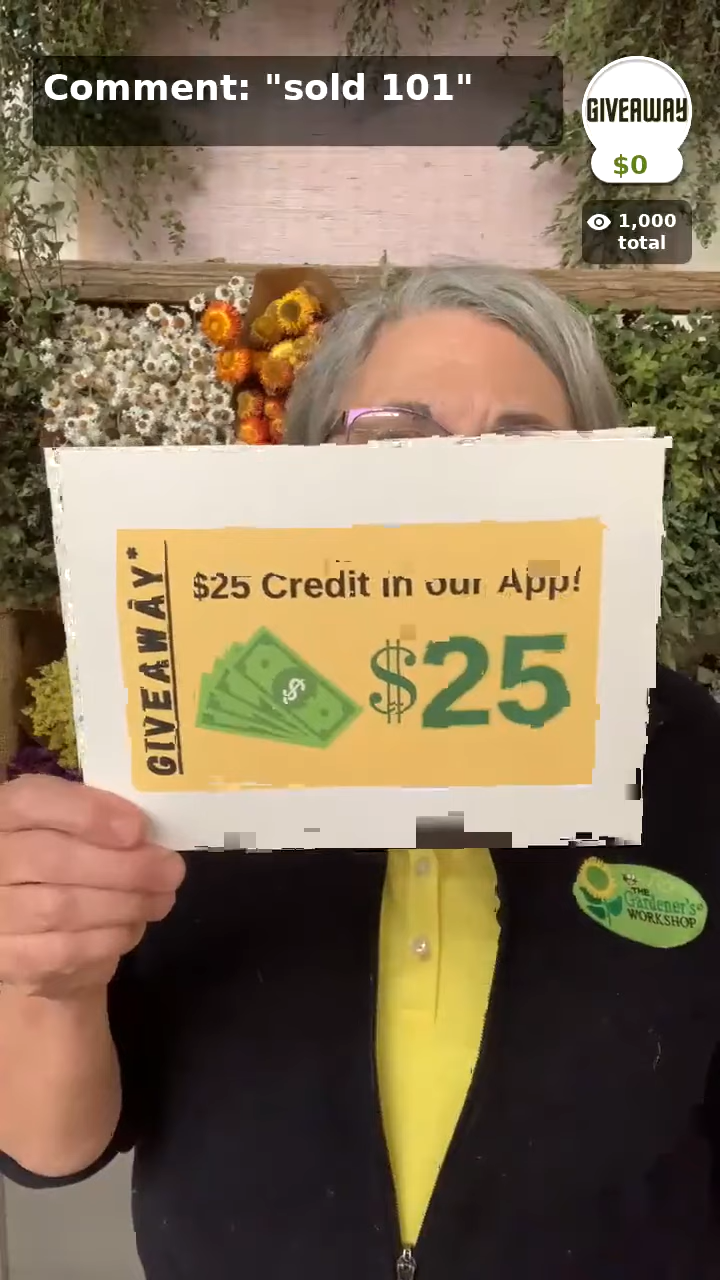 Comment: "sold 101"
GIVEAWAY
$0
1,000
total
GIVEAWAY*
$25 Credit in our App!
$25
$
THE
Gardener's
WORKSHOP